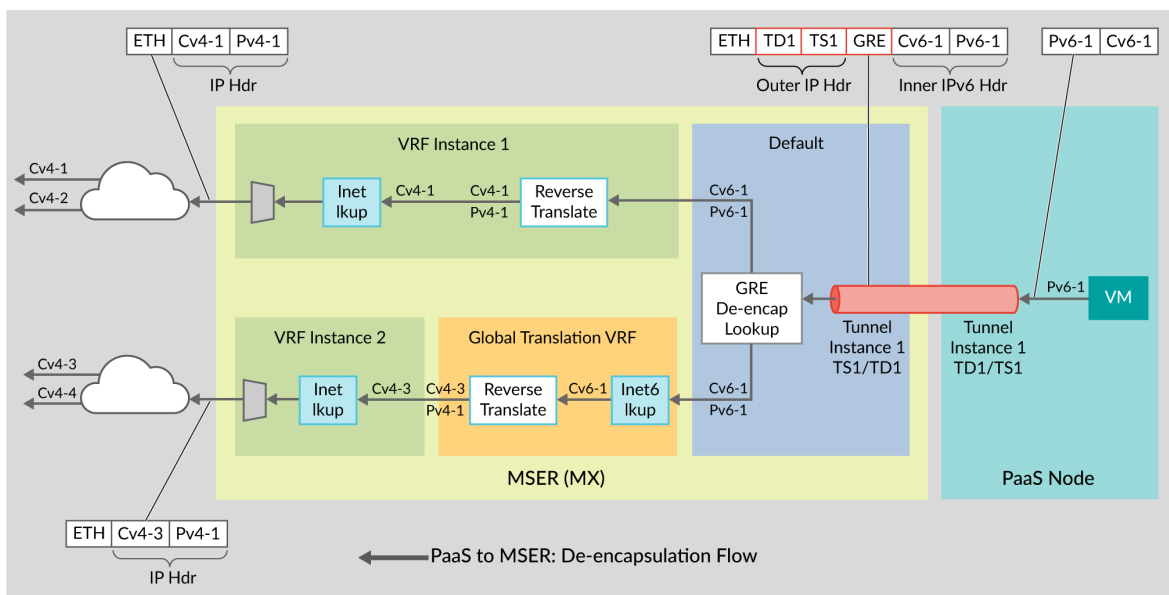 ETH Cv4-1 Pv4-1
IP Hdr
ETH TD1 TS1 GRE Cv6-1 Pv6-1
Outer IP Hdr
Inner IPv6 Hdr
Pv6-1 Cv6-1
VRF Instance 1
Default
Cv4-1
Cv4-2
Inet
lkup
Cv4-1
Cv4-1
Pv4-1
Reverse
Translate
Cv6-1
Pv6-1
GRE
De-encap
Lookup
Pv6-1
VM
Tunnel
Instance 1
TS1/TD1
Tunnel
Instance 1
TD1/TS1
VRF Instance 2
Global Translation VRF
Cv4-3
Cv4-4
Inet
lkup
Cv4-3
Cv4-3
Pv4-1
Reverse
Translate
Cv6-1
Inet6
lkup
Cv6-1
Pv6-1
MSER (MX)
PaaS Node
ETH Cv4-3 Pv4-1
IP Hdr
PaaS to MSER: De-encapsulation Flow